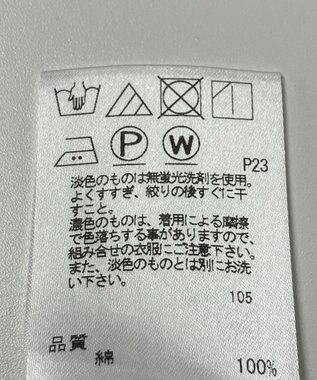 P W P23
淡色のものは無蛍光洗剤を使用。
よくすすぎ、絞りの後すぐに干
すこと。
濃色のものは、着用による摩擦
で色落ちする事がありますので、
組み合せの衣服にご注意下さい。
また、淡色のものとは別にお洗
い下さい。
105
品質
綿
100%